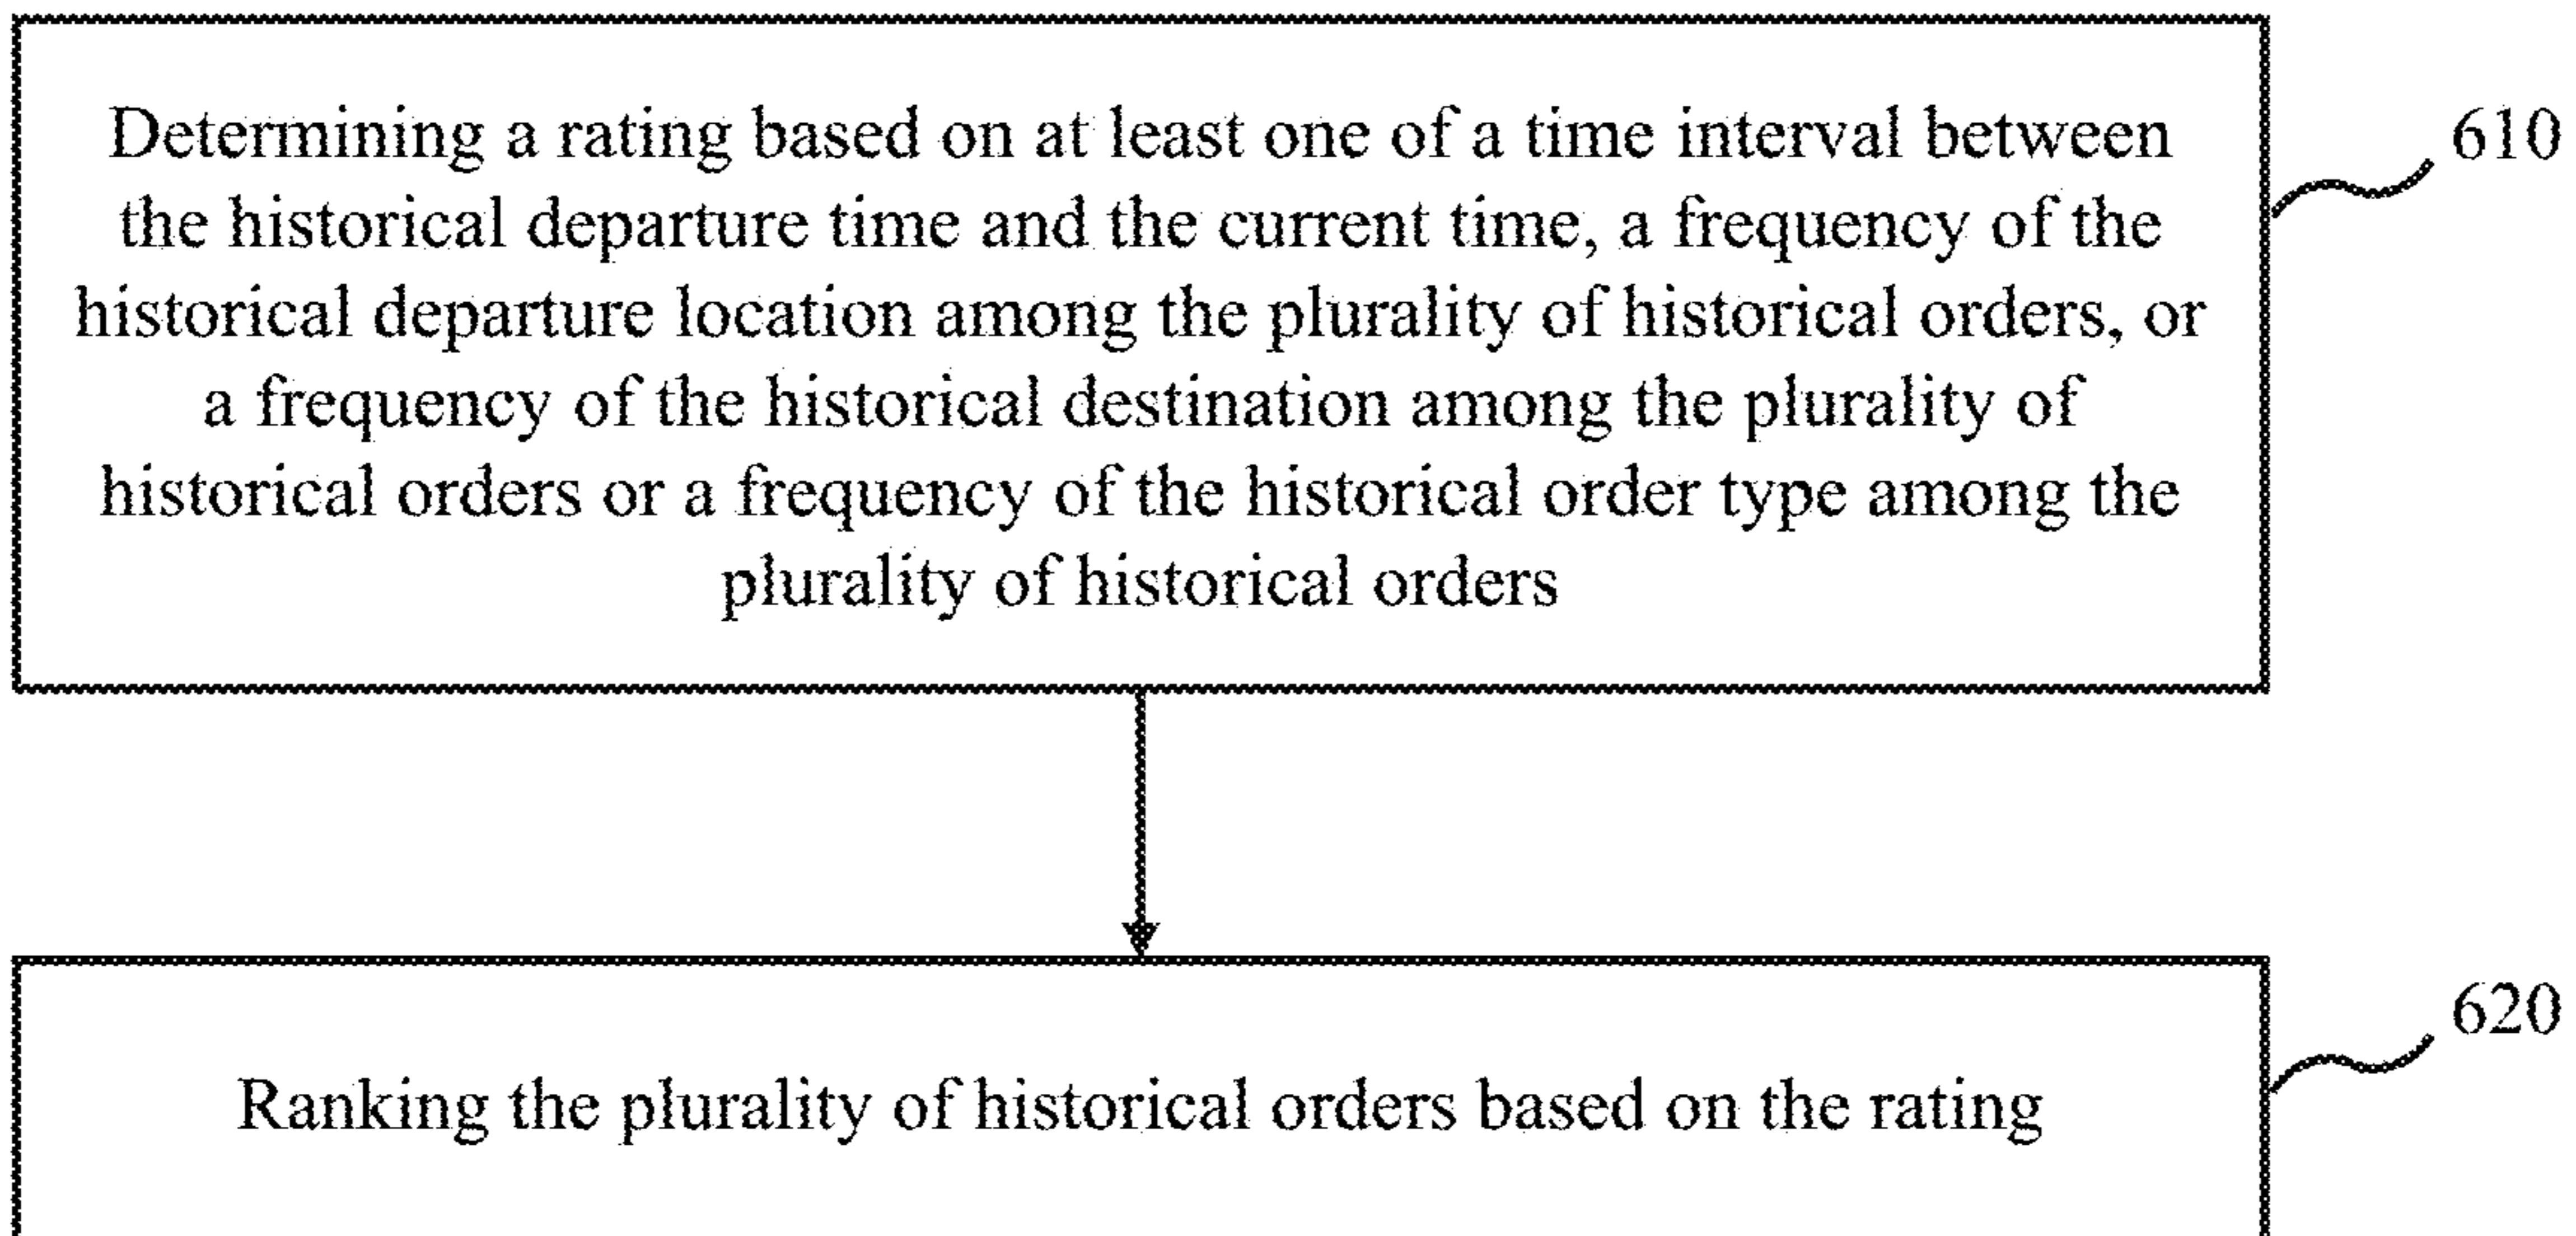 Determining a rating based on at least one of a time interval between
the historical departure time and the current time, a frequency of the
historical departure location among the plurality of historical orders, or
a frequency of the historical destination among the plurality of
historical orders or a frequency of the historical order type among the
plurality of historical orders
610
Ranking the plurality of historical orders based on the rating
620